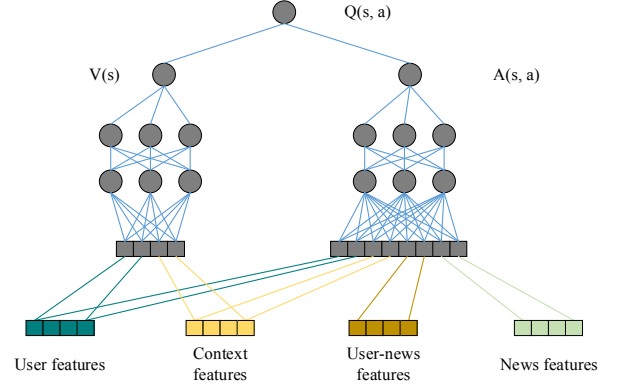 Q(s, a)
V(s)
A(s, a)
User features
Context
features
User-news
features
News features